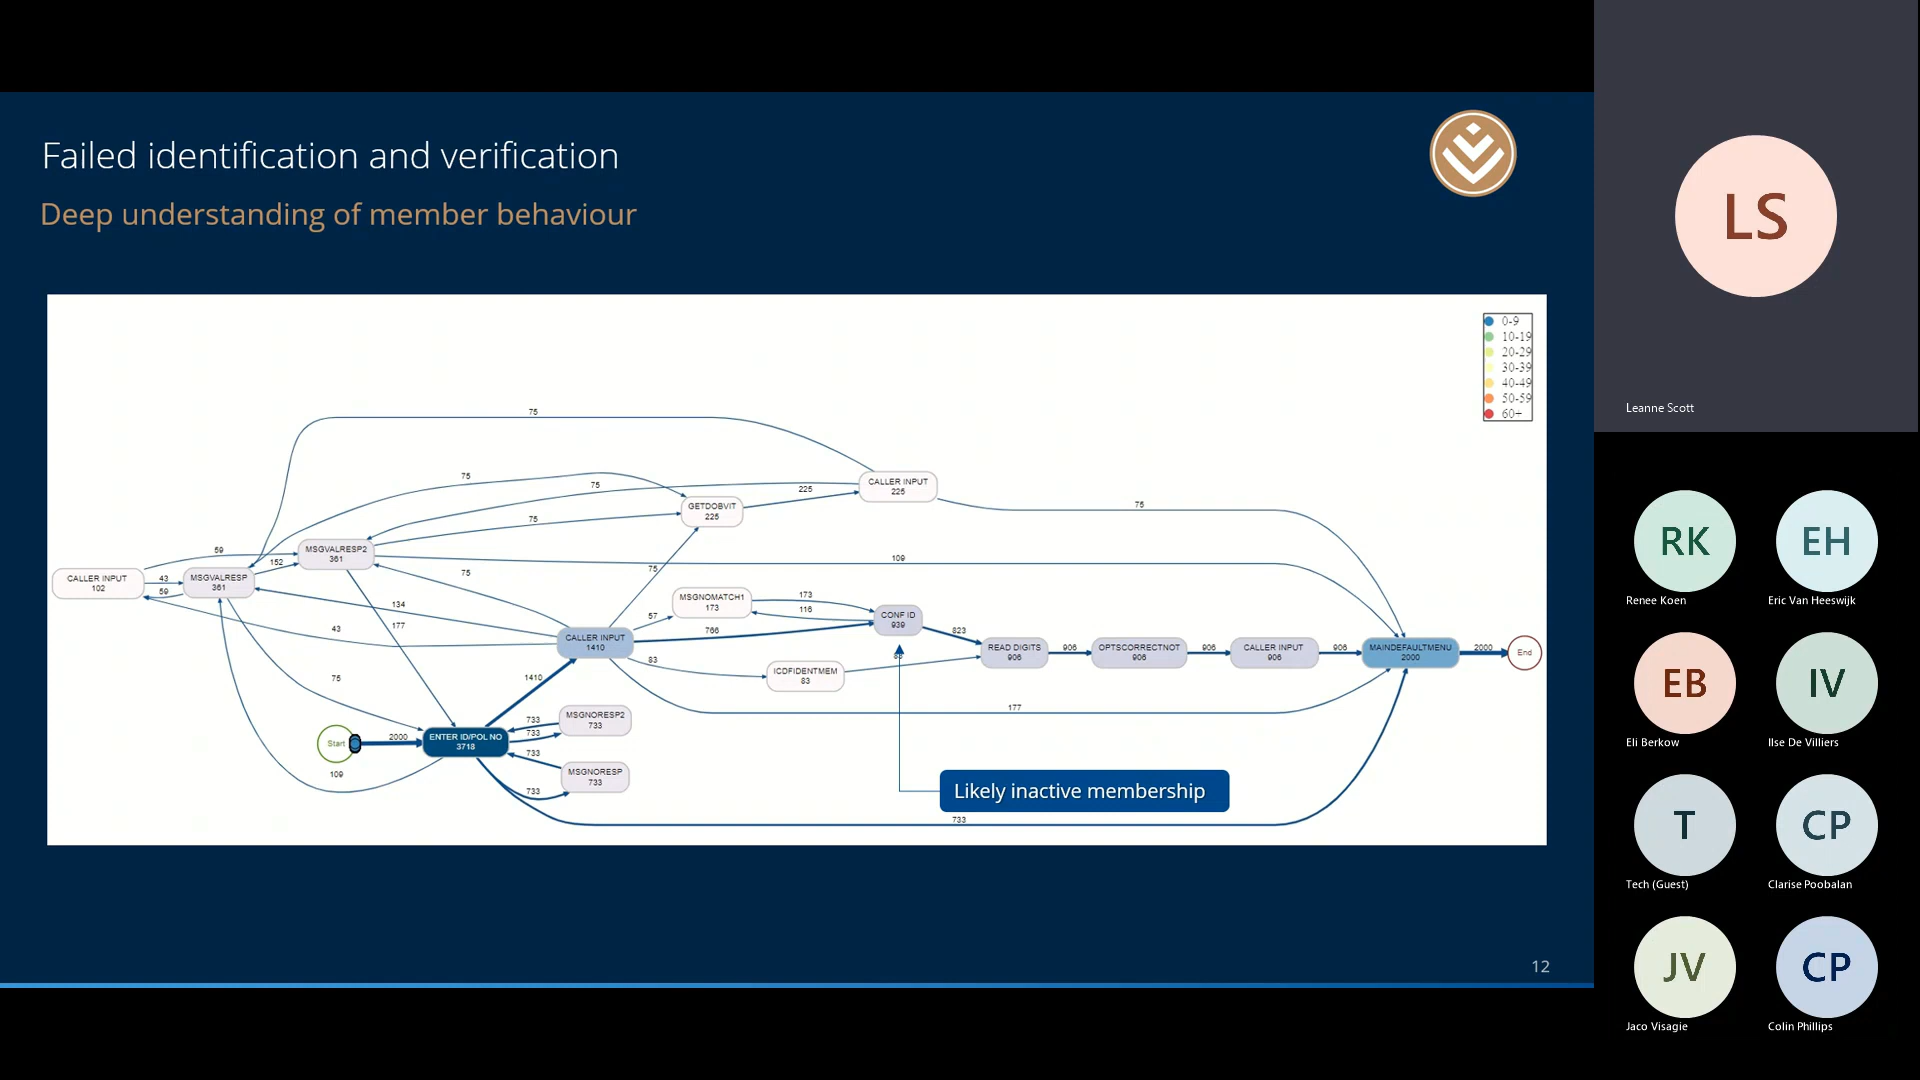 Failed identification and verification
Deep understanding of member behaviour
0-9
10-19
20-29
30-39
40-49
50-59
60+
75
75
75
225
CALLER INPUT
225
GETDOBVIT
225
75
75
MSGVALRESP2
361
59
152
109
CALLER INPUT
102
43
59
MSGVALRESP
361
75
75
134
177
43
MSGNOMATCH1
173
173
116
57
766
CONF ID
939
823
CALLER INPUT
1410
READ DIGITS
906
906
OPTSCORRECTNOT
906
906
CALLER INPUT
906
906
MAINDEFAULTMENU
2000
2000
End
83
ICDFIDENTMEM
83
75
1410
177
MSGNORESP2
733
733
733
Start
2000
ENTER ID/POL NO
3718
733
MSGNORESP
733
733
109
Likely inactive membership
733
12
LS
Leanne Scott
RK
EH
Renee Koen
Eric Van Heeswijk
EB
IV
Eli Berkow
Ilse De Villiers
T
CP
Tech (Guest)
Clarise Poobalan
JV
CP
Jaco Visagie
Colin Phillips